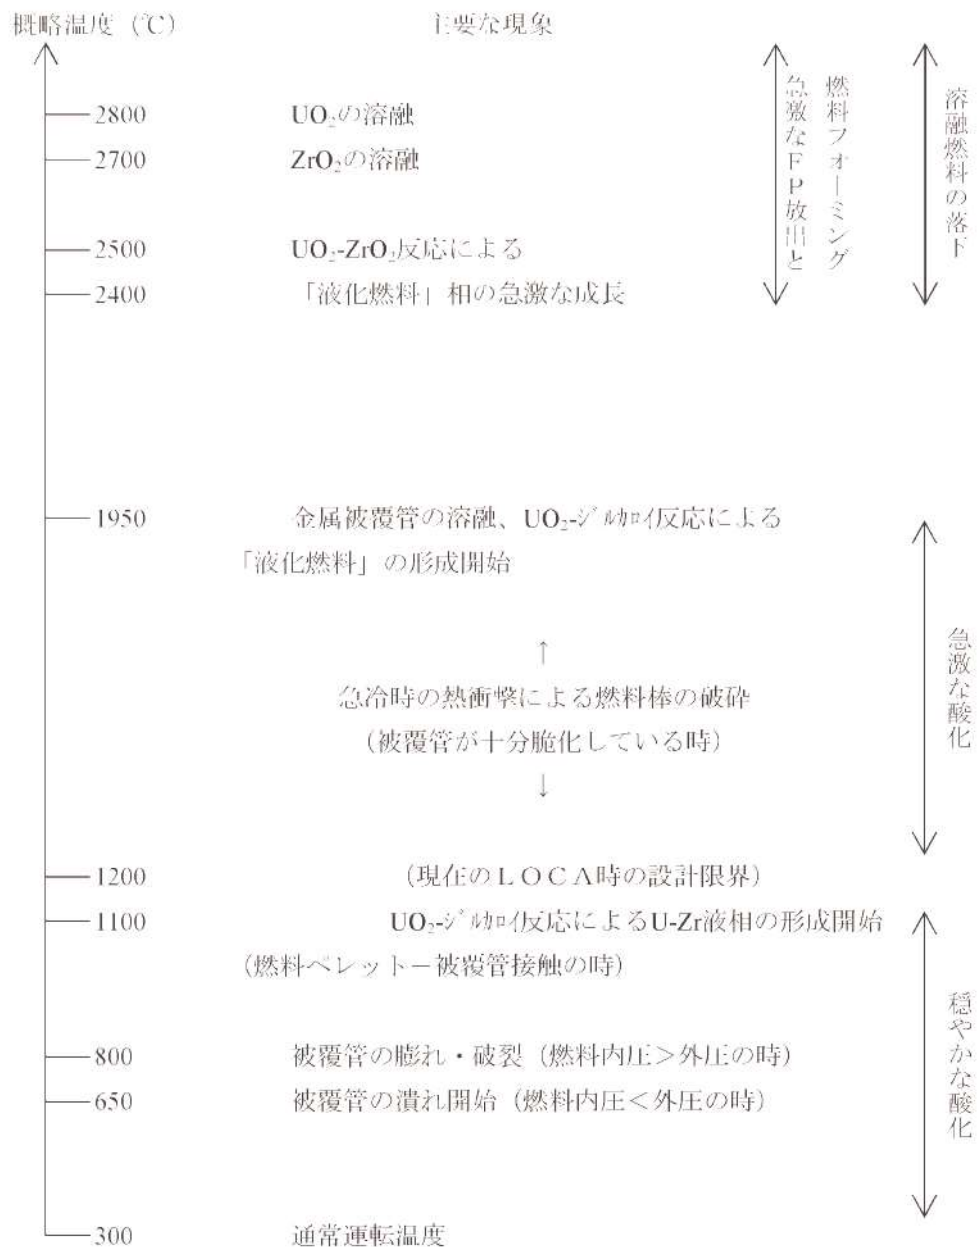 概略温度（℃）
主要な現象
2800 UO₂の溶融
2700 ZrO₂の溶融
2500 UO₂-ZrO₂反応による
2400 「液化燃料」相の急激な成長
1950 金属被覆管の溶融、UO₂-ｼﾞﾙｶﾛｲ反応による
「液化燃料」の形成開始
↑
急冷時の熱衝撃による燃料棒の破砕
（被覆管が十分脆化している時）
↓
1200 （現在のＬＯＣＡ時の設計限界）
1100 UO₂-ｼﾞﾙｶﾛｲ反応によるU-Zr液相の形成開始
（燃料ペレット－被覆管接触の時）
800 被覆管の膨れ・破裂（燃料内圧＞外圧の時）
650 被覆管の潰れ開始（燃料内圧＜外圧の時）
300 通常運転温度
急激なＦＰ放出と
燃料フォーミング
溶融燃料の落下
急激な酸化
穏やかな酸化